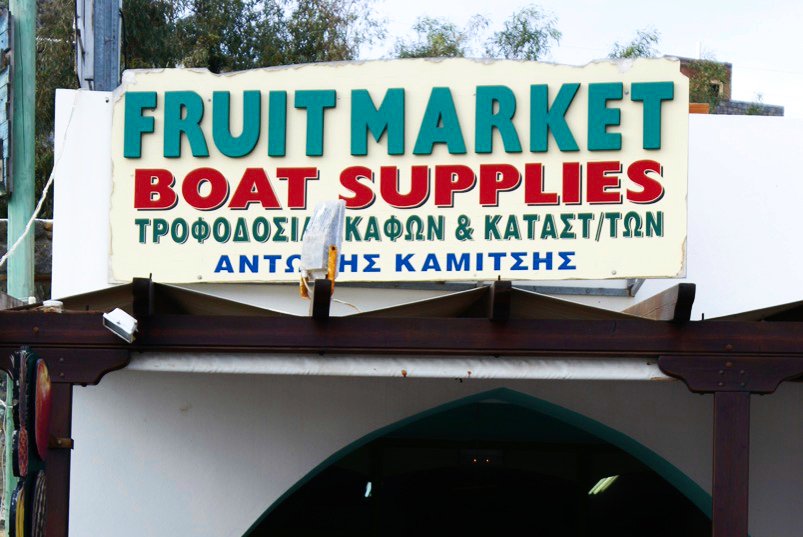 FRUIT MARKET
BOAT SUPPLIES
& ΚΑΤΑΣΤ/ΤΩΝ
ΚΑΜΙΤΣΗΣ